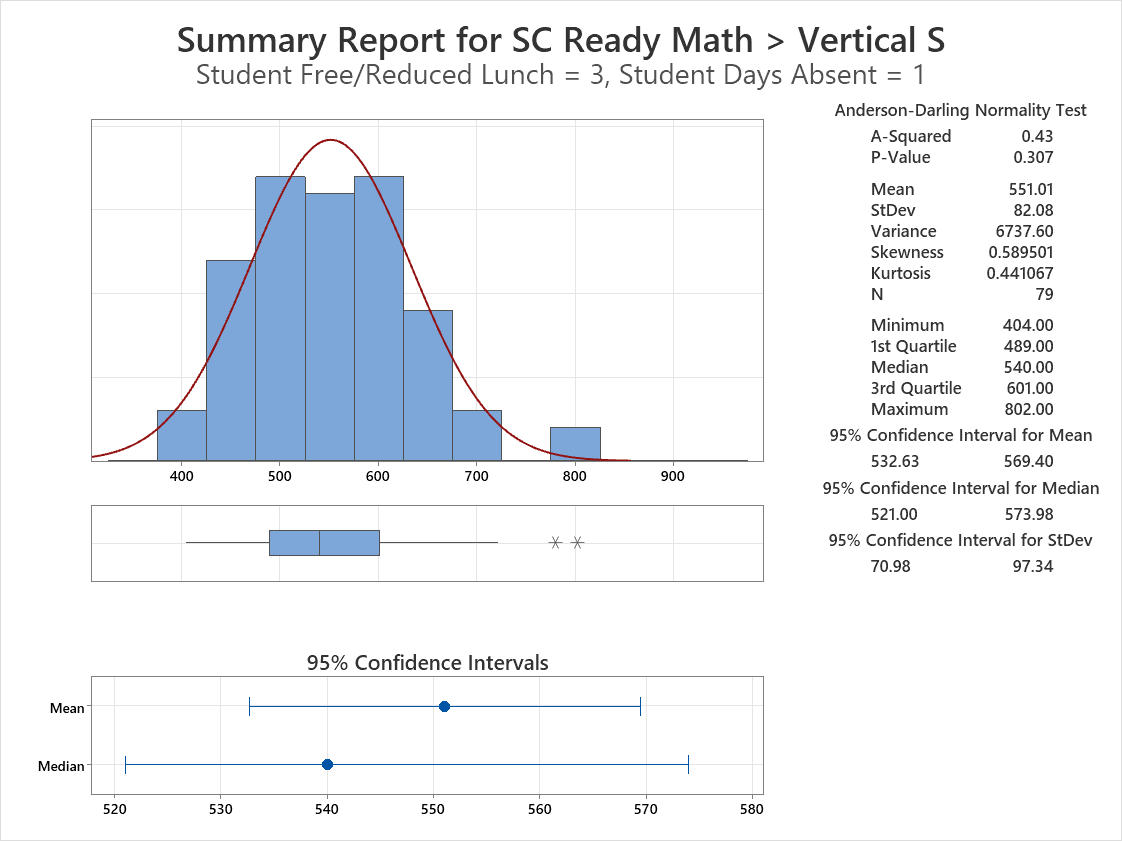 Summary Report for SC Ready Math > Vertical S
Student Free/Reduced Lunch = 3, Student Days Absent = 1
400 500 600 700 800 900
Anderson-Darling Normality Test
A-Squared 0.43
P-Value 0.307
Mean 551.01
StDev 82.08
Variance 6737.60
Skewness 0.589501
Kurtosis 0.441067
N 79
Minimum 404.00
1st Quartile 489.00
Median 540.00
3rd Quartile 601.00
Maximum 802.00
95% Confidence Interval for Mean
532.63 569.40
95% Confidence Interval for Median
521.00 573.98
95% Confidence Interval for StDev
70.98 97.34
95% Confidence Intervals
Mean
Median
520 530 540 550 560 570 580